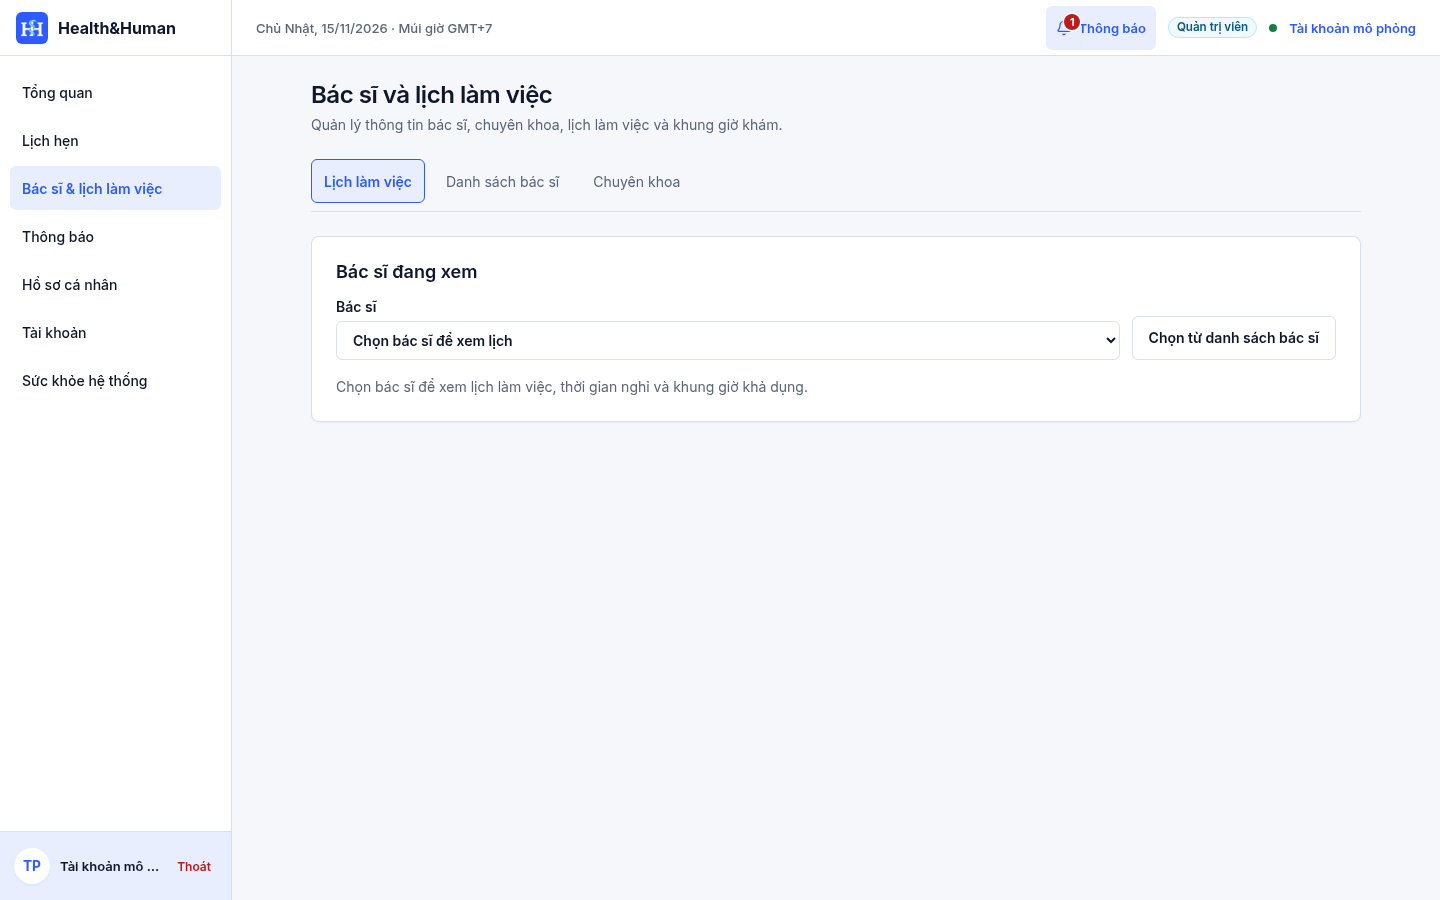 Health&Human
Chủ Nhật, 15/11/2026 · Múi giờ GMT+7
1
Thông báo
Quản trị viên
Tài khoản mô phỏng
Tổng quan
Lịch hẹn
Bác sĩ & lịch làm việc
Thông báo
Hồ sơ cá nhân
Tài khoản
Sức khỏe hệ thống
Bác sĩ và lịch làm việc
Quản lý thông tin bác sĩ, chuyên khoa, lịch làm việc và khung giờ khám.
Lịch làm việc
Danh sách bác sĩ
Chuyên khoa
Bác sĩ đang xem
Bác sĩ
Chọn bác sĩ để xem lịch
Chọn từ danh sách bác sĩ
Chọn bác sĩ để xem lịch làm việc, thời gian nghỉ và khung giờ khả dụng.
TP
Tài khoản mô ...
Thoát